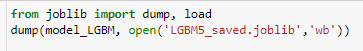 from joblib import dump, load
dump(model_LGBM, open('LGBM5_saved.joblib','wb'))